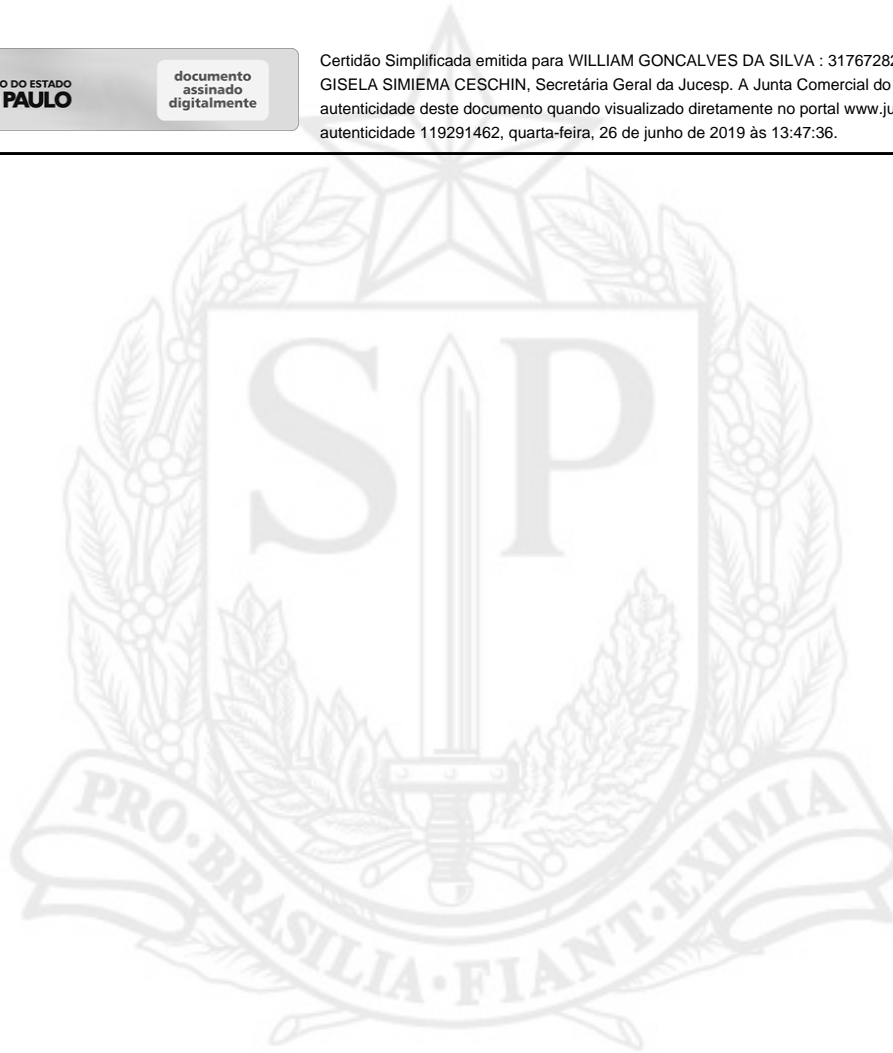 O DO ESTADO
PAULO
documento
assinado
digitalmente
Certidão Simplificada emitida para WILLIAM GONCALVES DA SILVA : 3176728
GISELA SIMIEMA CESCHIN, Secretária Geral da Jucesp. A Junta Comercial do
autenticidade deste documento quando visualizado diretamente no portal www.ju
autenticidade 119291462, quarta-feira, 26 de junho de 2019 às 13:47:36.
SP
PRO·BRASILIA·FIANT·EXIMIA